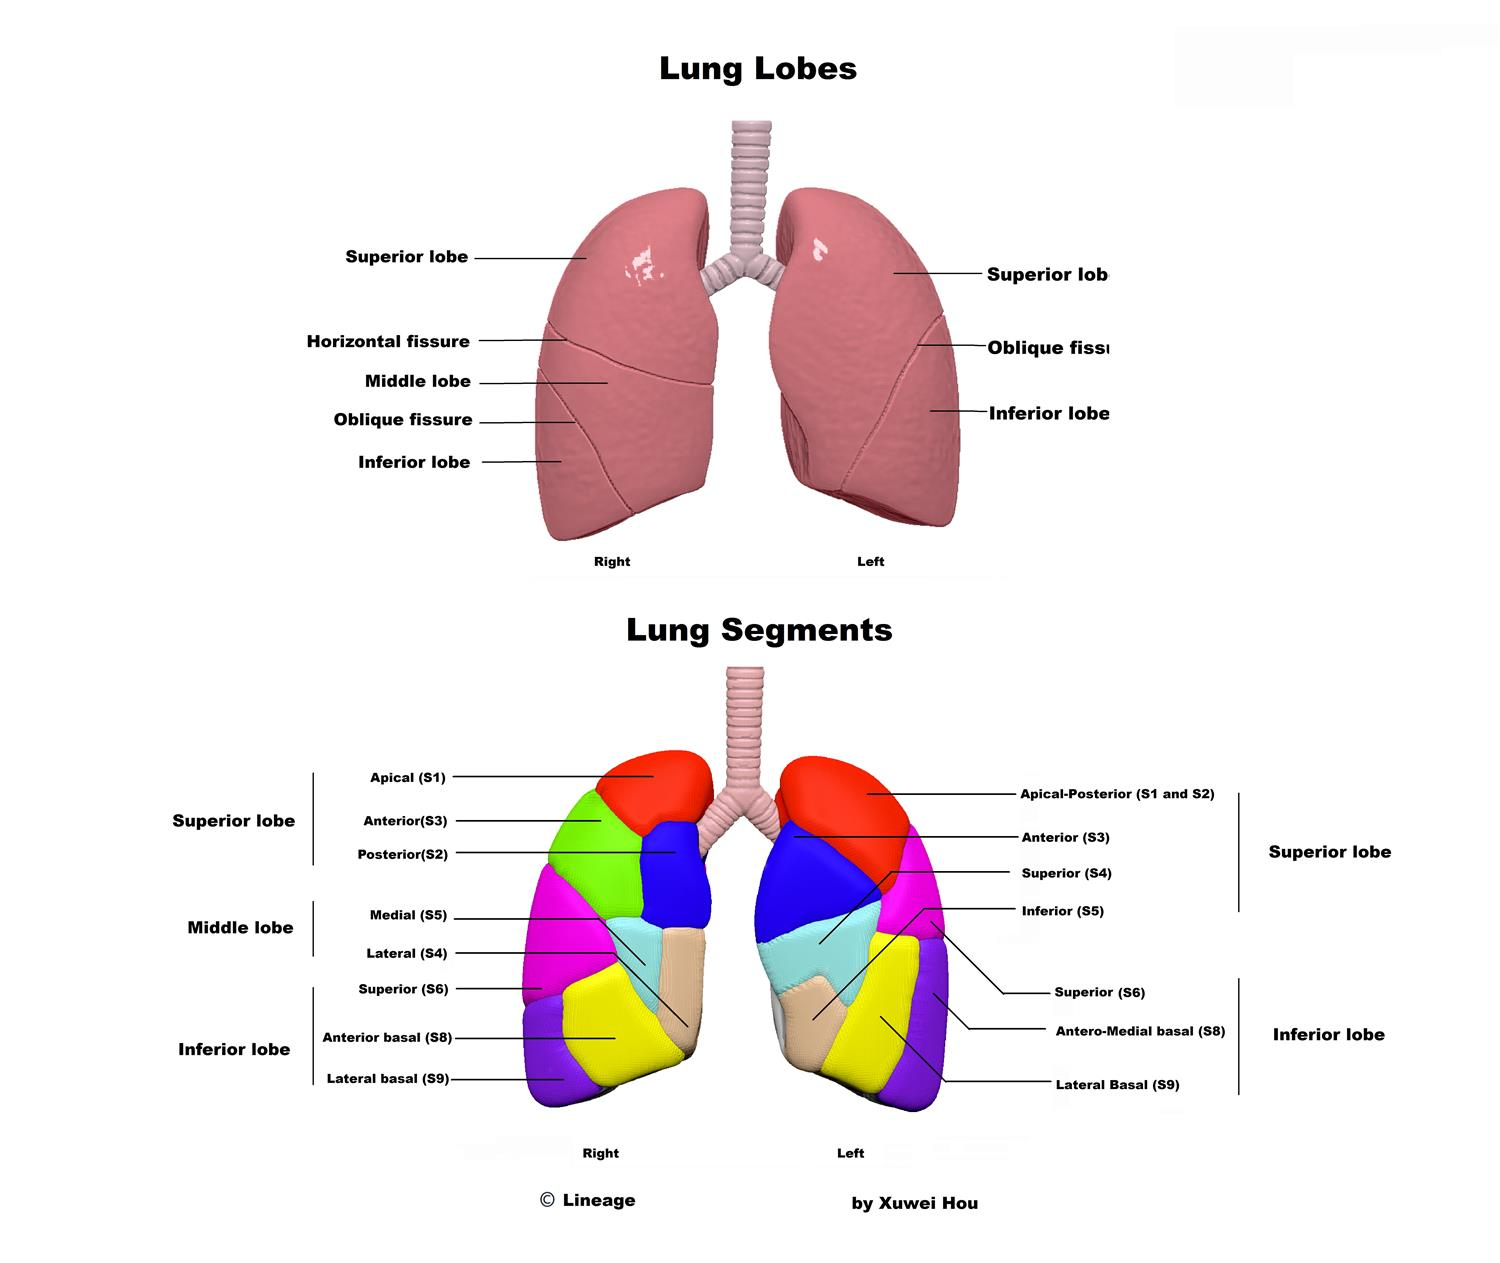 Lung Lobes
Superior lobe
Horizontal fissure
Middle lobe
Oblique fissure
Inferior lobe
Superior lob
Oblique fissu
Inferior lobe
Right
Left
Lung Segments
Superior lobe
Apical (S1)
Anterior(S3)
Posterior(S2)
Middle lobe
Medial (S5)
Lateral (S4)
Inferior lobe
Superior (S6)
Anterior basal (S8)
Lateral basal (S9)
Apical-Posterior (S1 and S2)
Anterior (S3)
Superior (S4)
Inferior (S5)
Superior lobe
Superior (S6)
Antero-Medial basal (S8)
Lateral Basal (S9)
Inferior lobe
Right
Left
© Lineage
by Xuwei Hou